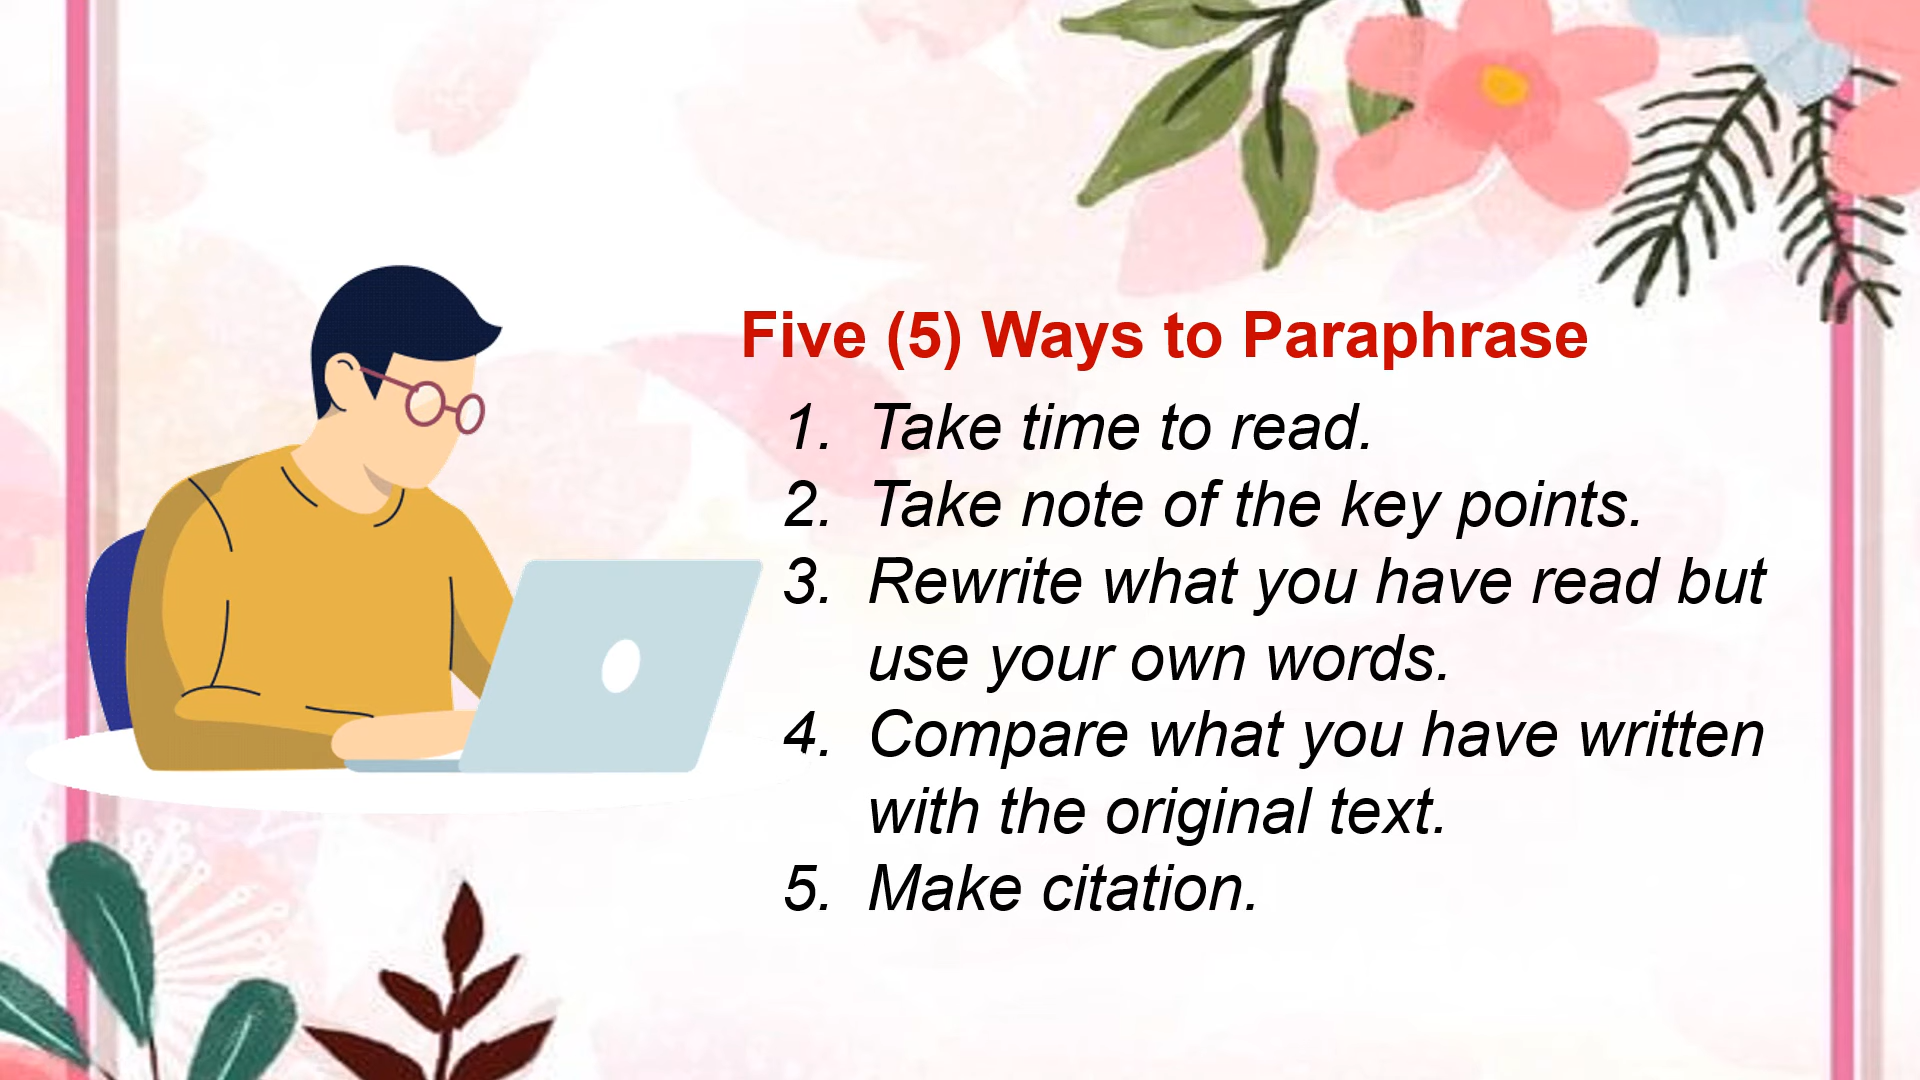 Five (5) Ways to Paraphrase
1. Take time to read.
2. Take note of the key points.
3. Rewrite what you have read but
use your own words.
4. Compare what you have written
with the original text.
5. Make citation.